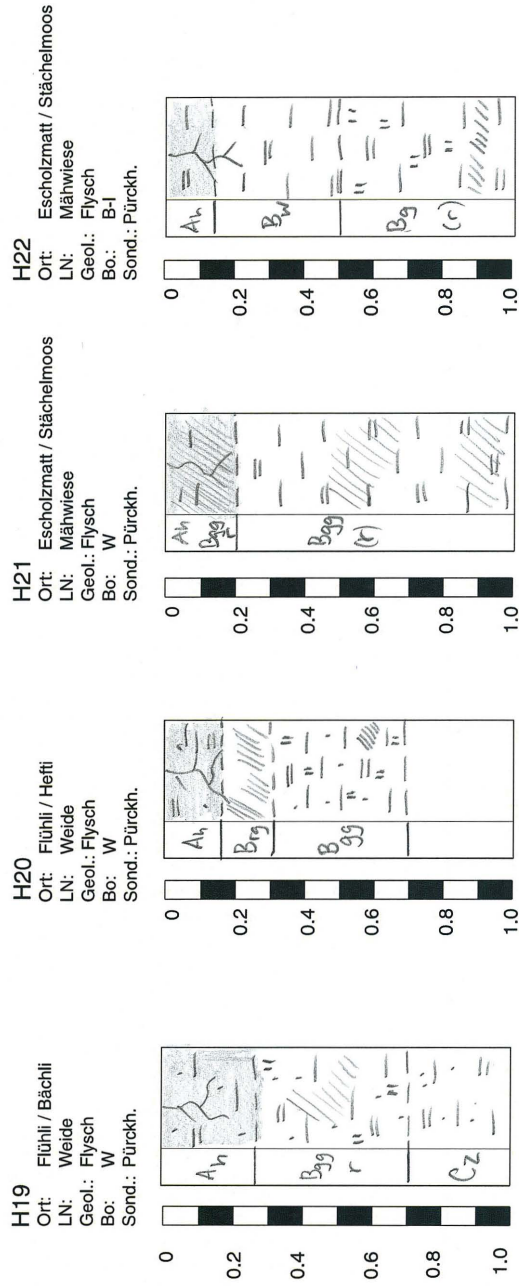 H19
Ort: Flühli / Bächli
LN: Weide
Geol.: Flysch
Bo: W
Sond.: Pürckh.
0
0.2
0.4
0.6
0.8
1.0
Ah
Bgg
r
Cz
H20
Ort: Flühli / Hefti
LN: Weide
Geol.: Flysch
Bo: W
Sond.: Pürckh.
0
0.2
0.4
0.6
0.8
1.0
Ah
Brg
Bgg
H21
Ort: Escholzmatt / Stächelmoos
LN: Mähwiese
Geol.: Flysch
Bo: W
Sond.: Pürckh.
0
0.2
0.4
0.6
0.8
1.0
Ah
Bgg
r
Bgg
(r)
H22
Ort: Escholzmatt / Stächelmoos
LN: Mähwiese
Geol.: Flysch
Bo.: B-I
Sond.: Pürckh.
0
0.2
0.4
0.6
0.8
1.0
Ah
Bw
Bg
(r)